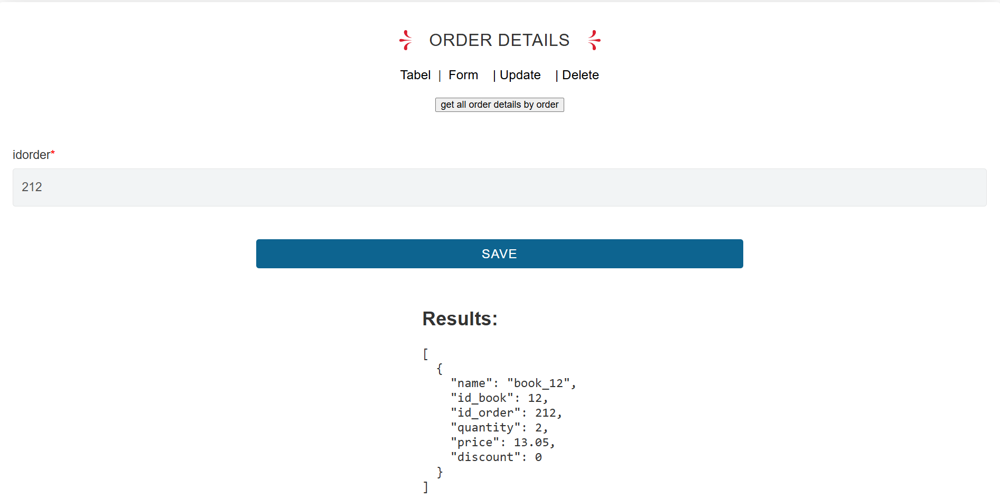 ORDER DETAILS
Tabel | Form | Update | Delete
get all order details by order
idorder*
212
SAVE
Results:
[
  {
    "name": "book_12",
    "id_book": 12,
    "id_order": 212,
    "quantity": 2,
    "price": 13.05,
    "discount": 0
  }
]